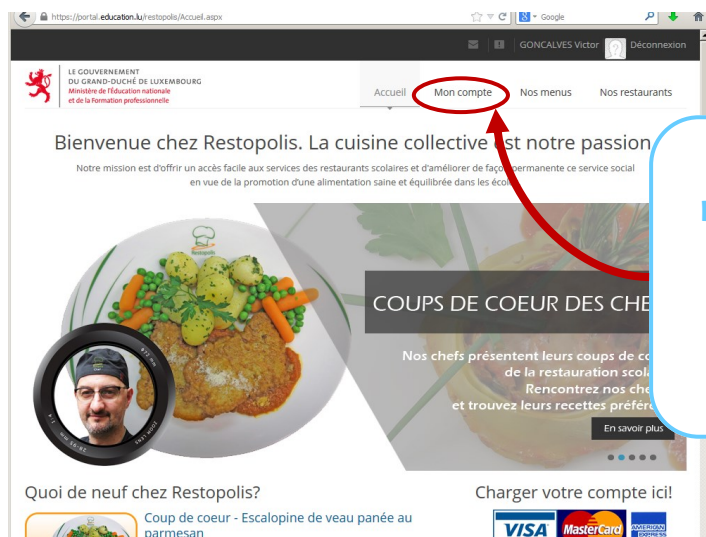 https://portal.education.lu/restopolis/Accueil.aspx
Google
GONCALVES Victor
Déconnexion
LE GOUVERNEMENT
DU GRAND-DUCHÉ DE LUXEMBOURG
Ministère de l'Éducation nationale
et de la Formation professionnelle
Accueil
Mon compte
Nos menus
Nos restaurants
Bienvenue chez Restopolis. La cuisine collective est notre passion
Notre mission est d'offrir un accès facile aux services des restaurants scolaires et d'améliorer de façon permanente ce service social
en vue de la promotion d'une alimentation saine et équilibrée dans les
Restopolis
COUPS DE COEUR DES
Nos chefs présentent leurs coups de
de la restauration
Rencontrez nos
et trouvez leurs recettes
En savoir plus
Quoi de neuf chez Restopolis?
Charger votre compte ici!
Coup de coeur - Escalopine de veau panée au
parmesan
VISA
MasterCard
AMERICAN
EXPRESS